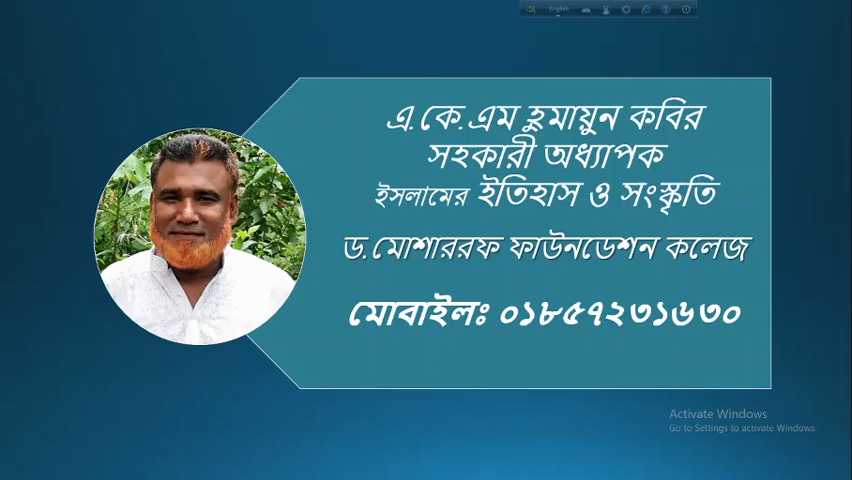 English
এ. কে. এম হুমায়ুন কবির
সহকারী অধ্যাপক
ইসলামের ইতিহাস ও সংস্কৃতি
ড. মোশাররফ ফাউনডেশন কলেজ
মোবাইলঃ ০১৮৫৭২৩১৬৩০
Activate Windows
Go to Settings to activate Windows.